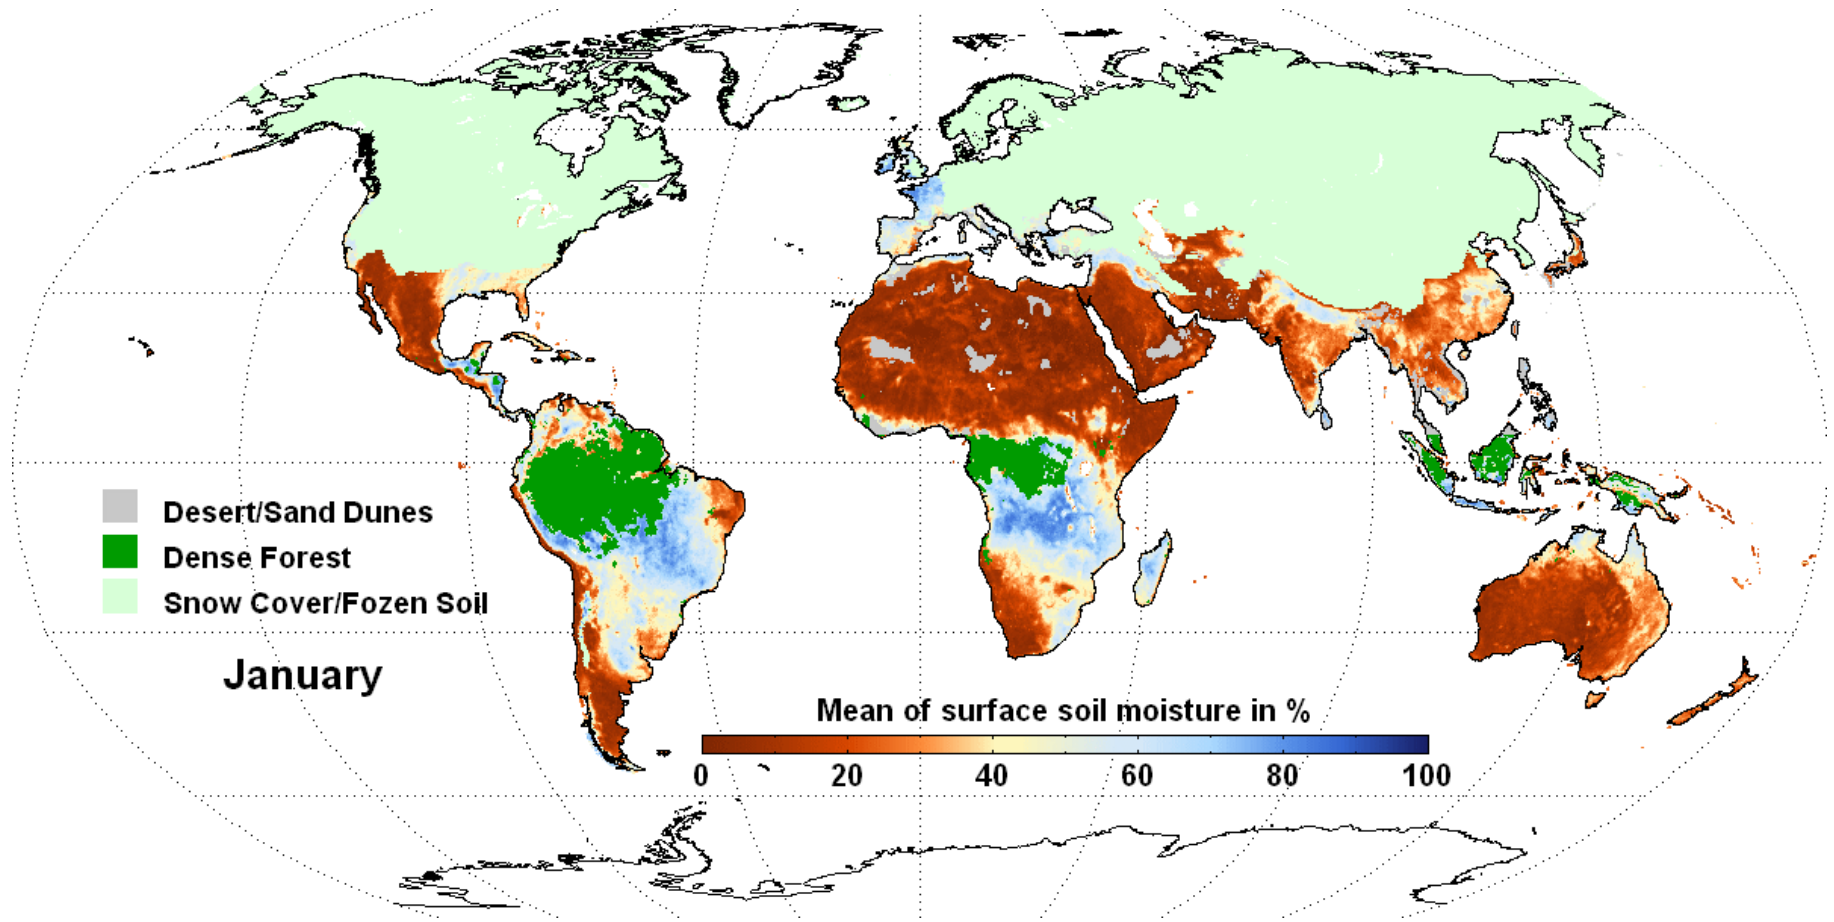 Desert/Sand Dunes
Dense Forest
Snow Cover/Fozen Soil
January
Mean of surface soil moisture in %
0 20 40 60 80 100